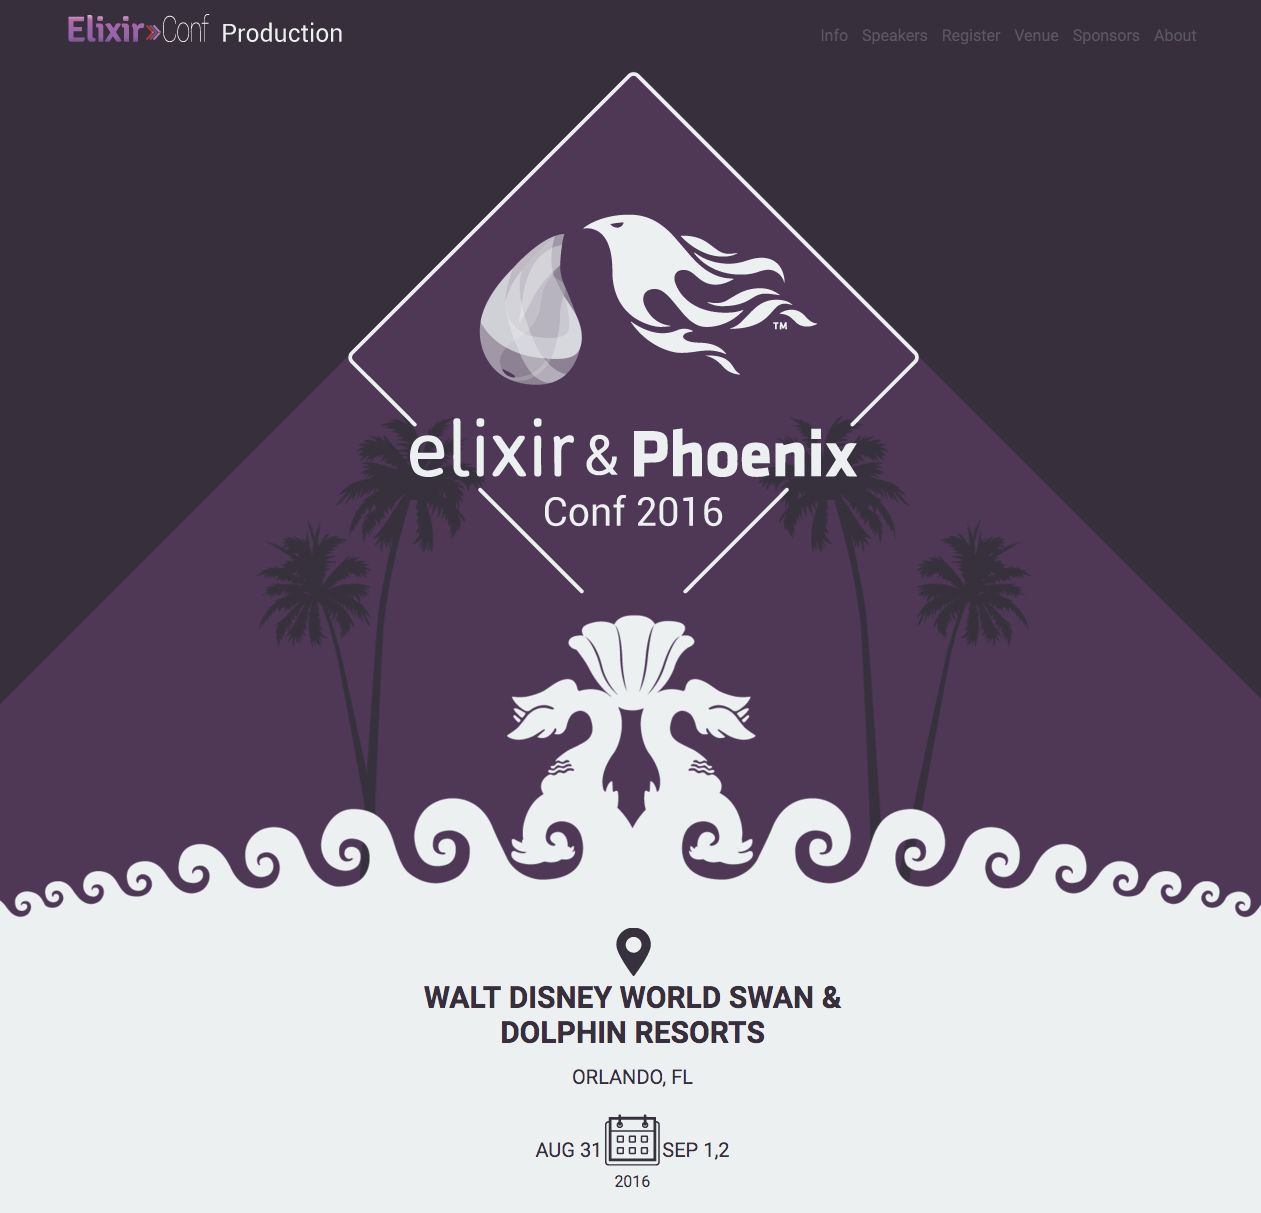 Elixir»Conf Production
Info Speakers Register Venue Sponsors About
TM
elixir & Phoenix
Conf 2016
WALT DISNEY WORLD SWAN &
DOLPHIN RESORTS
ORLANDO, FL
AUG 31 SEP 1,2
2016